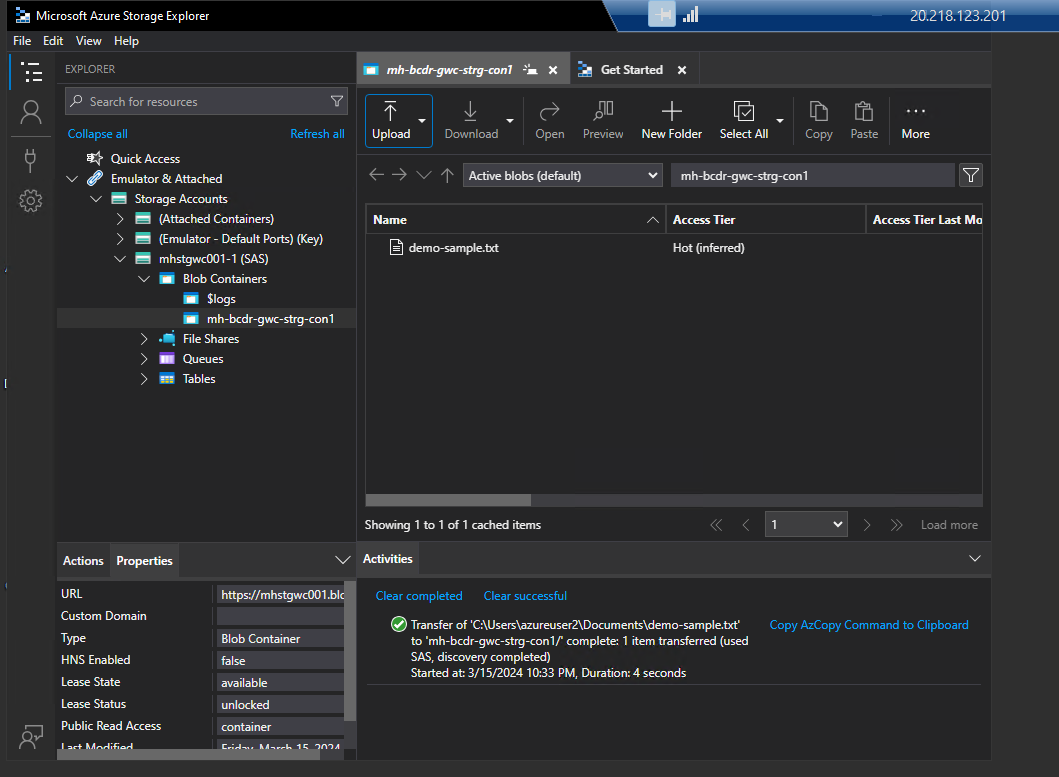 Microsoft Azure Storage Explorer
20.218.123.201
File Edit View Help
EXPLORER
Search for resources
Collapse all Refresh all
Quick Access
Emulator & Attached
Storage Accounts
(Attached Containers)
(Emulator - Default Ports) (Key)
mhstgwc001-1 (SAS)
Blob Containers
$logs
mh-bcdr-gwc-strg-con1
File Shares
Queues
Tables
mh-bcdr-gwc-strg-con1 Get Started
Upload Download Open Preview New Folder Select All Copy Paste More
Active blobs (default) mh-bcdr-gwc-strg-con1
Name Access Tier Access Tier Last Mo
demo-sample.txt Hot (inferred)
Showing 1 to 1 of 1 cached items 1 Load more
Actions Properties
URL https://mhstgwc001.blo
Custom Domain
Type Blob Container
HNS Enabled false
Lease State available
Lease Status unlocked
Public Read Access container
Last Modified Friday, March 15, 2024
Activities
Clear completed Clear successful
Transfer of 'C:\Users\azureuser2\Documents\demo-sample.txt' Copy AzCopy Command to Clipboard
to 'mh-bcdr-gwc-strg-con1/' complete: 1 item transferred (used
SAS, discovery completed)
Started at: 3/15/2024 10:33 PM, Duration: 4 seconds